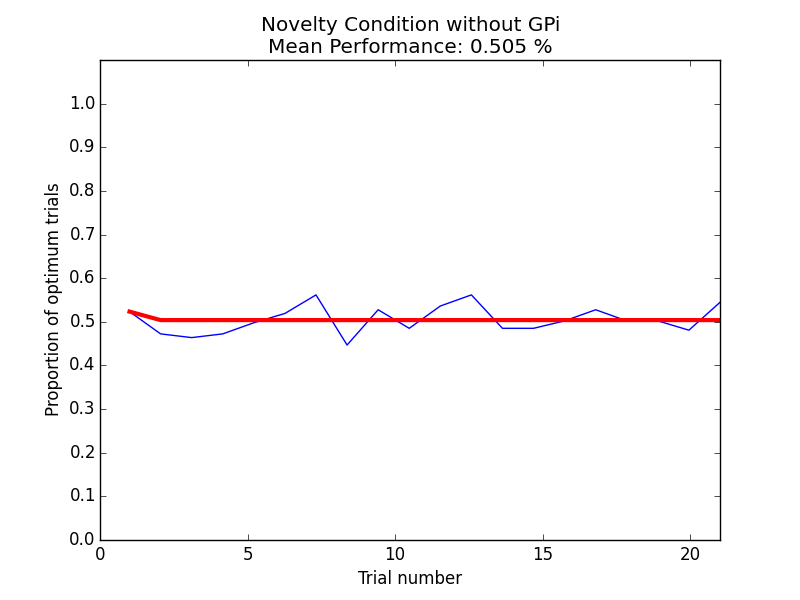 Novelty Condition without GPi
Mean Performance: 0.505 %
1.0
0.9
0.8
0.7
0.6
0.5
0.4
0.3
0.2
0.1
0.0
Proportion of optimum trials
0 5 10 15 20
Trial number